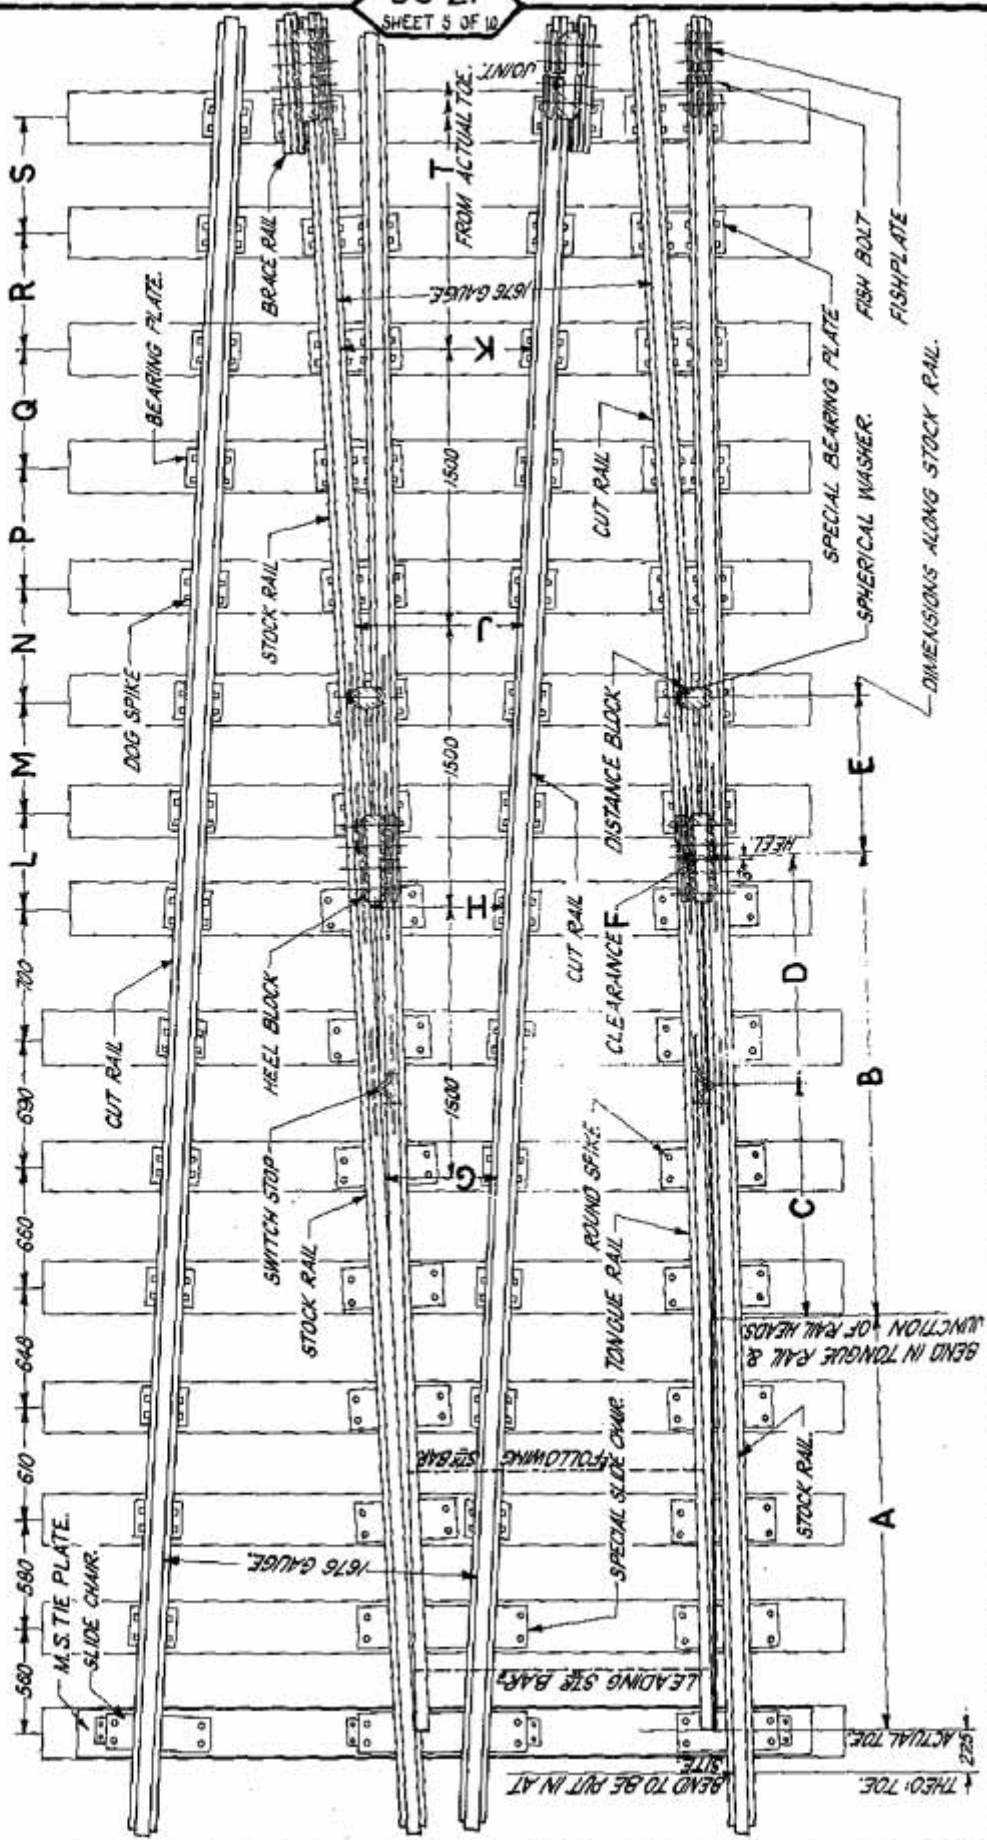 SHEET 5 OF 10
S
R
Q
P
N
M
L
700
690
660
648
610
580
560
JOINT.
T
FROM ACTUAL TOE.
BRACE RAIL
BEARING PLATE.
1676 GAUGE.
K
1500
FISH BOLT
FISHPLATE
SPECIAL BEARING PLATE
SPHERICAL WASHER.
DIMENSIONS ALONG STOCK RAIL.
CUT RAIL
STOCK RAIL
DOG SPIKE
J
1500
DISTANCE BLOCK
E
HEEL
3
CLEARANCE F
CUT RAIL
H
HEEL BLOCK
CUT RAIL
D
B
1500
SWITCH STOP
G
STOCK RAIL
ROUND SPIKE.
TONGUE RAIL
C
BEND IN TONGUE RAIL &
JUNCTION OF RAIL HEADS
FOLLOWING STR BAR
SPECIAL SLIDE CHAIR.
STOCK RAIL.
A
M.S. TIE PLATE.
SLIDE CHAIR.
1676 GAUGE.
LEADING STR BAR
BEND TO BE PUT IN AT
SITE
ACTUAL TOE.
225
THEO: TOE.